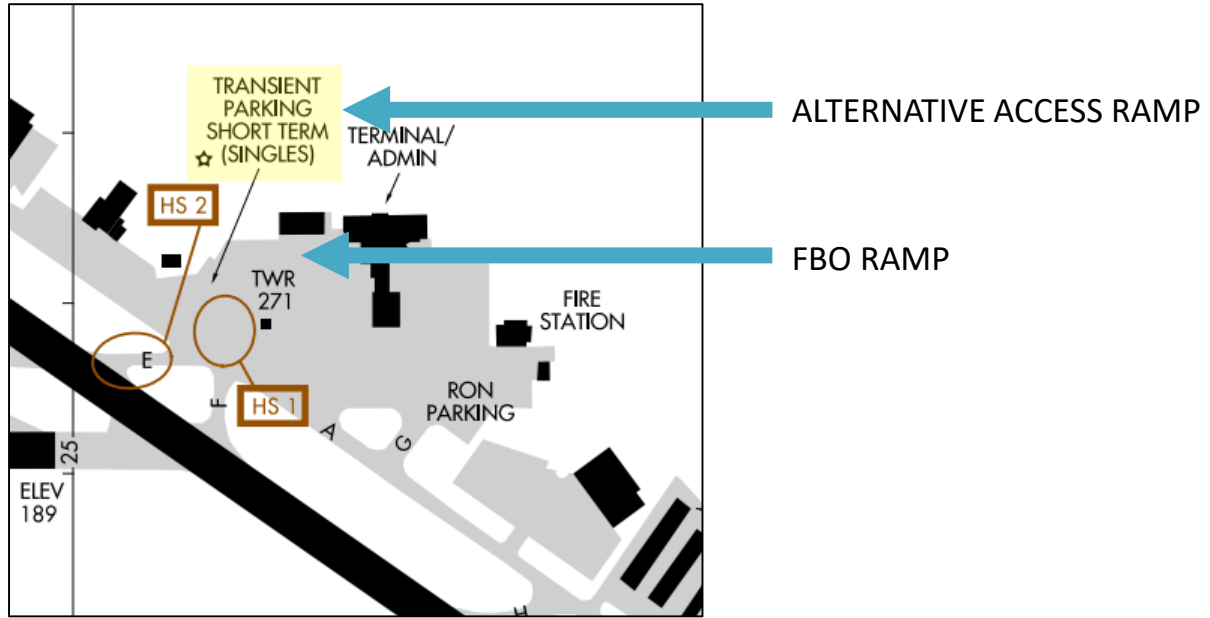 TRANSIENT
PARKING
SHORT TERM
(SINGLES)
ALTERNATIVE ACCESS RAMP
TERMINAL/
ADMIN
HS 2
FBO RAMP
TWR
271
FIRE
STATION
E
F
HS 1
RON
PARKING
A
G
25
ELEV
189
H